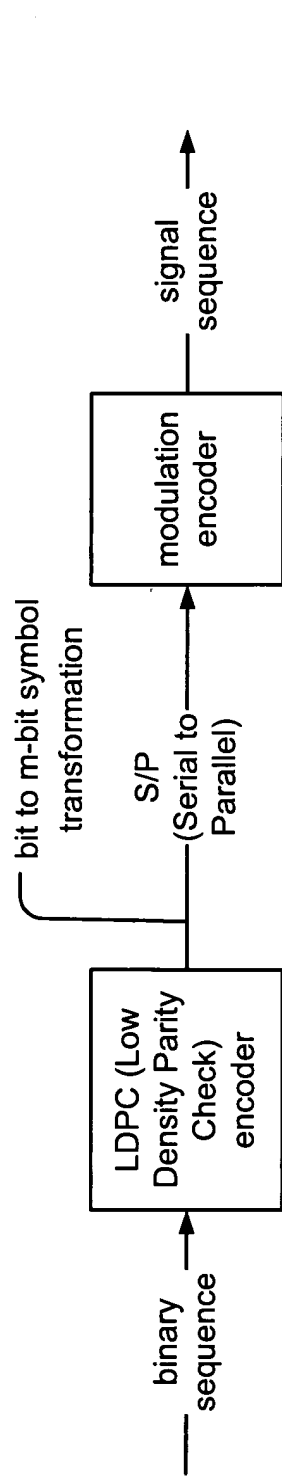 binary
sequence
LDPC (Low
Density Parity
Check)
encoder
bit to m-bit symbol
transformation
S/P
(Serial to
Parallel)
modulation
encoder
signal
sequence